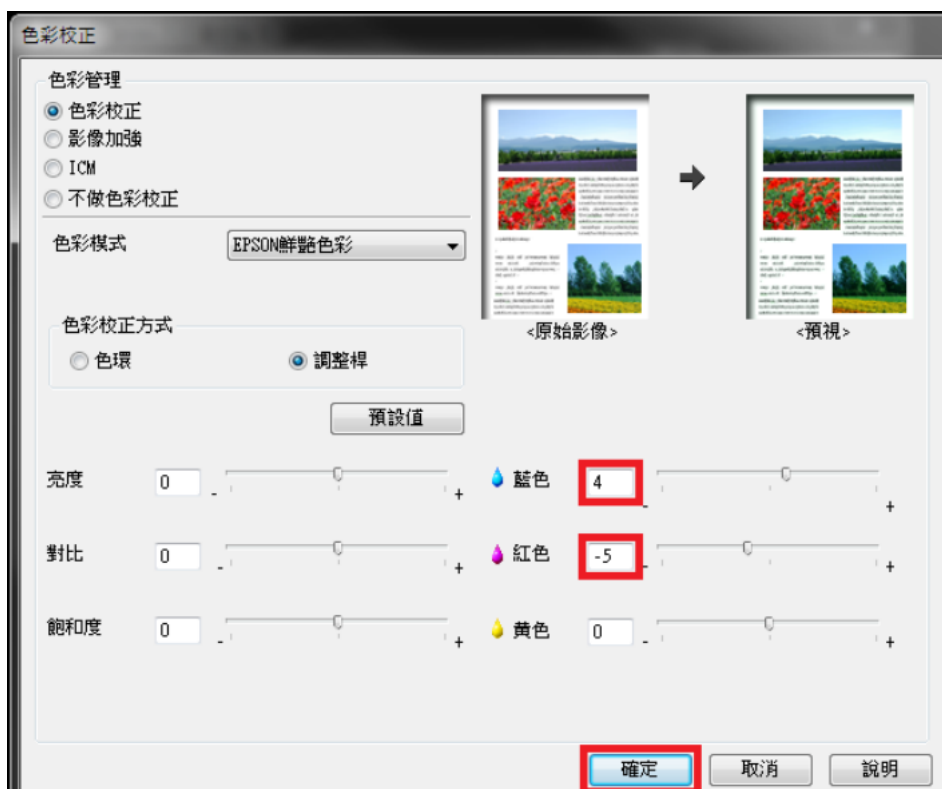 色彩校正
色彩管理
色彩校正
影像加強
ICM
不做色彩校正
色彩模式
EPSON鮮豔色彩
<原始影像>
<預視>
色彩校正方式
色環
調整桿
預設值
亮度 0 - +
藍色 4 - +
對比 0 - +
紅色 -5 - +
飽和度 0 - +
黃色 0 - +
確定
取消
說明